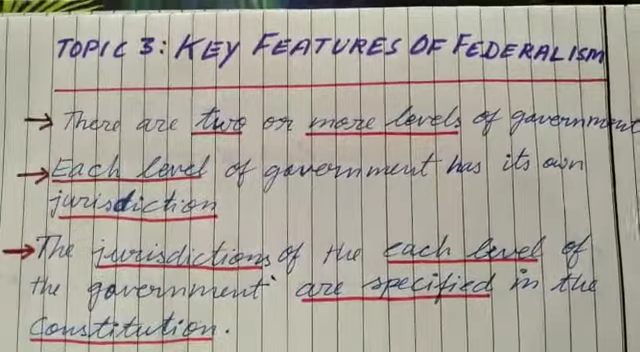 TOPIC 3: KEY FEATURES OF FEDERALISM
→ There are two or more levels of government
→ Each level of government has its own
jurisdiction
→ The jurisdictions of the each level of
the government are specified in the
Constitution.